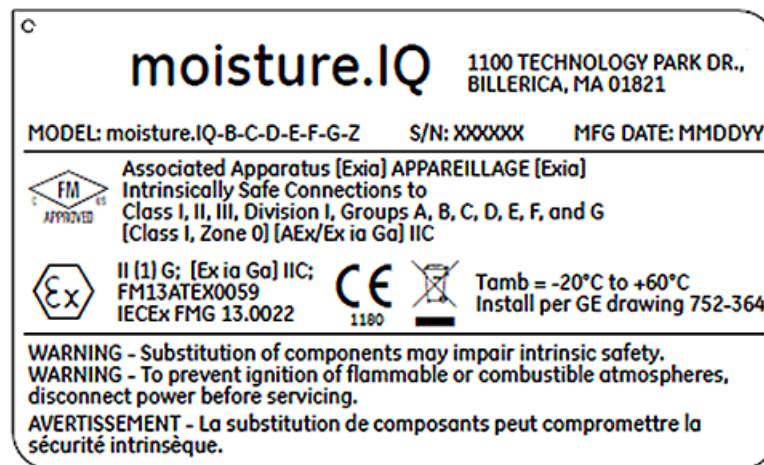 moisture.IQ
1100 TECHNOLOGY PARK DR.,
BILLERICA, MA 01821
MODEL: moisture.IQ-B-C-D-E-F-G-Z S/N: XXXXXX MFG DATE: MMDDYY
C FM US
APPROVED
Associated Apparatus [Exia] APPAREILLAGE [Exia]
Intrinsically Safe Connections to
Class I, II, III, Division I, Groups A, B, C, D, E, F, and G
[Class I, Zone 0] [AEx/Ex ia Ga] IIC
Ex
II (1) G; [Ex ia Ga] IIC;
FM13ATEX0059
IECEx FMG 13.0022
CE
1180
Tamb = -20°C to +60°C
Install per GE drawing 752-364
WARNING - Substitution of components may impair intrinsic safety.
WARNING - To prevent ignition of flammable or combustible atmospheres,
disconnect power before servicing.
AVERTISSEMENT - La substitution de composants peut compromettre la
sécurité intrinsèque.